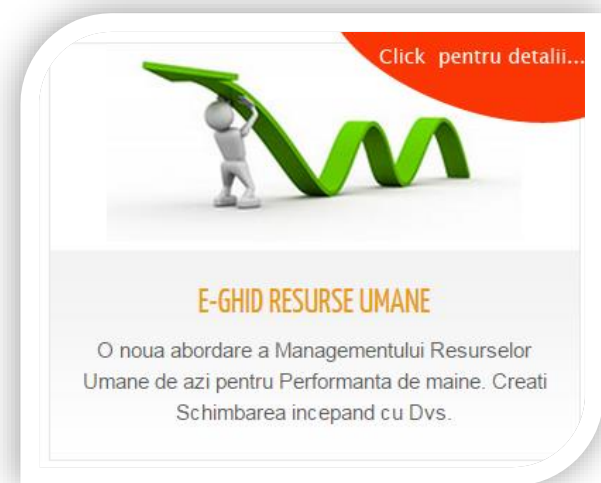 Click pentru detalii...
E-GHID RESURSE UMANE
O noua abordare a Managementului Resurselor
Umane de azi pentru Performanta de maine. Creati
Schimbarea incepand cu Dvs.